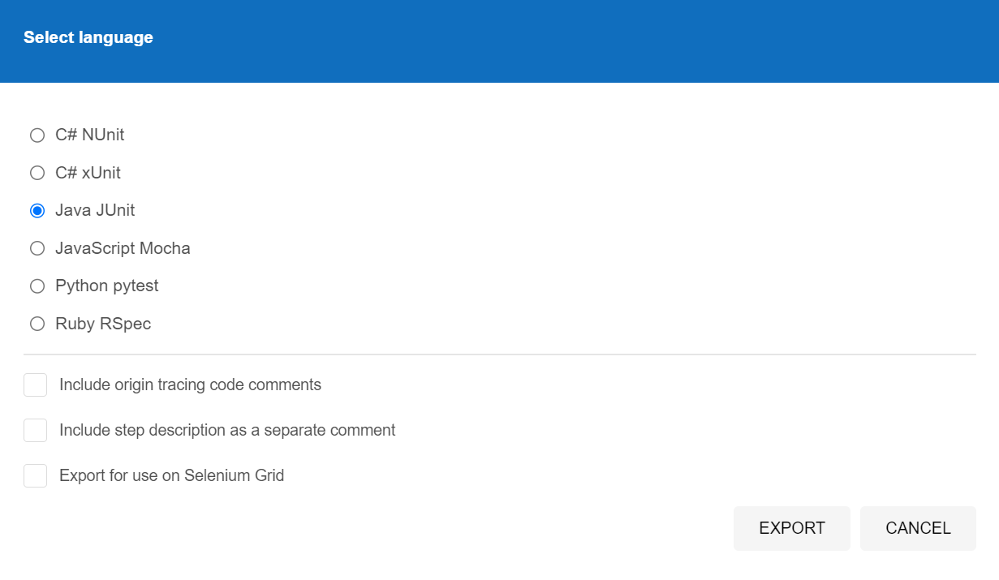 Select language
C# NUnit
C# xUnit
Java JUnit
JavaScript Mocha
Python pytest
Ruby RSpec
Include origin tracing code comments
Include step description as a separate comment
Export for use on Selenium Grid
EXPORT CANCEL